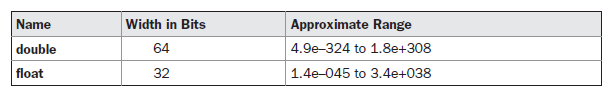 Name Width in Bits Approximate Range
double 64 4.9e–324 to 1.8e+308
float 32 1.4e–045 to 3.4e+038